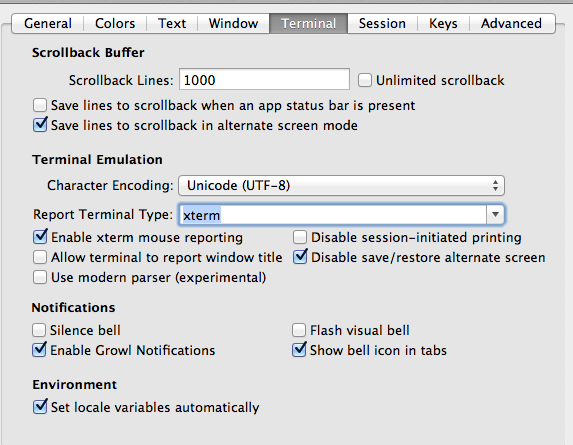 General Colors Text Window Terminal Session Keys Advanced
Scrollback Buffer
Scrollback Lines: 1000 Unlimited scrollback
Save lines to scrollback when an app status bar is present
Save lines to scrollback in alternate screen mode
Terminal Emulation
Character Encoding: Unicode (UTF-8)
Report Terminal Type: xterm
Enable xterm mouse reporting Disable session-initiated printing
Allow terminal to report window title Disable save/restore alternate screen
Use modern parser (experimental)
Notifications
Silence bell Flash visual bell
Enable Growl Notifications Show bell icon in tabs
Environment
Set locale variables automatically